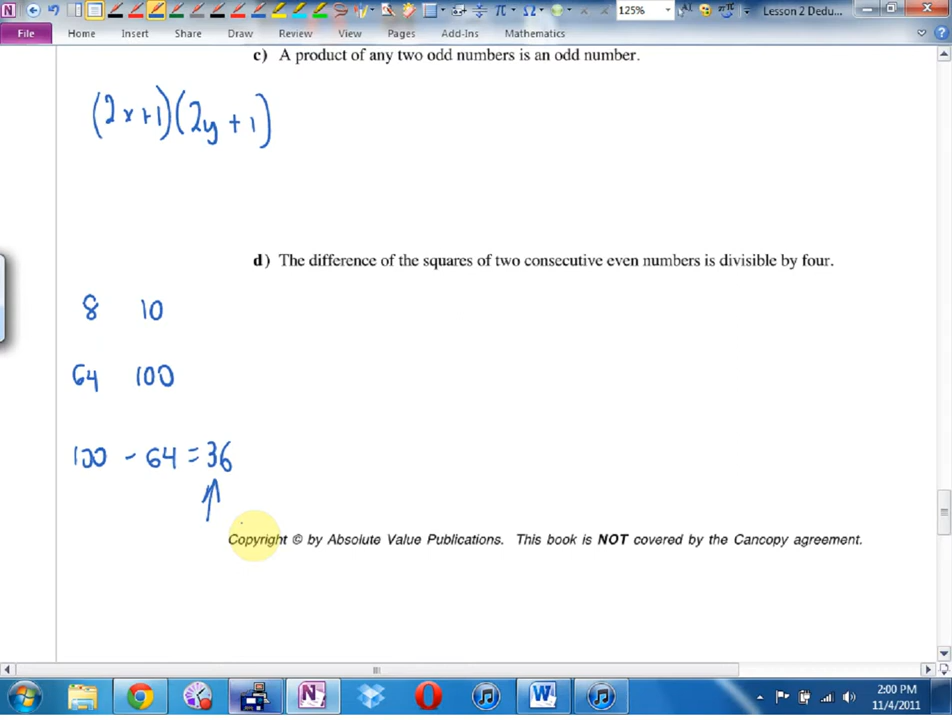 125%
Lesson 2 Dedu...
File Home Insert Share Draw Review View Pages Add-Ins Mathematics
c) A product of any two odd numbers is an odd number.
(2x+1)(2y+1)
d) The difference of the squares of two consecutive even numbers is divisible by four.
8 10
64 100
100 - 64 = 36
Copyright © by Absolute Value Publications. This book is NOT covered by the Cancopy agreement.
2:00 PM
11/4/2011